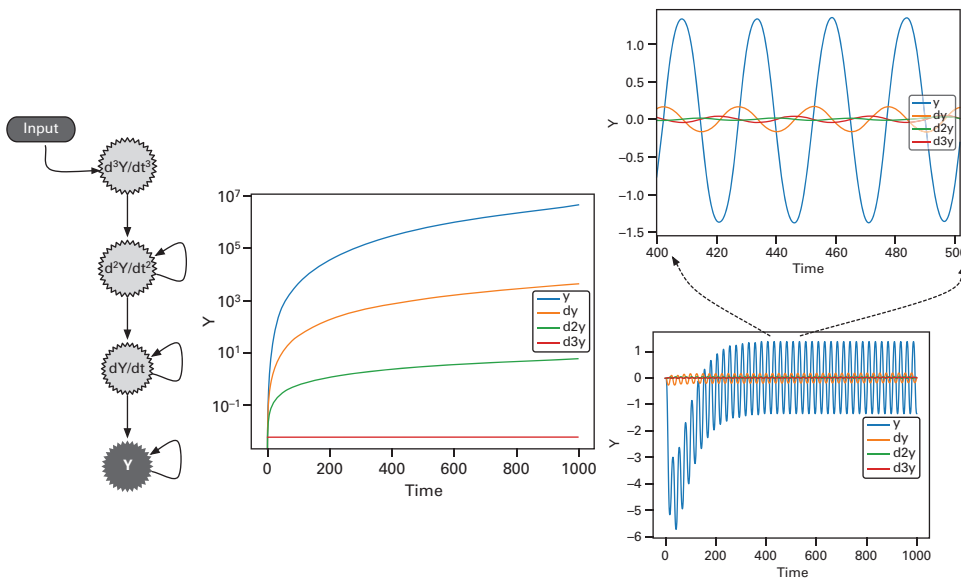 Input
d³Y/dt³
d²Y/dt²
dY/dt
Y
10⁷
10⁵
10³
10¹
10⁻¹
Y
y
dy
d2y
d3y
0 200 400 600 800 1000
Time
1.0
0.5
0.0
−0.5
−1.0
−1.5
Y
y
dy
d2y
d3y
400 420 440 460 480 500
Time
1
0
−1
−2
−3
−4
−5
−6
Y
y
dy
d2y
d3y
0 200 400 600 800 1000
Time